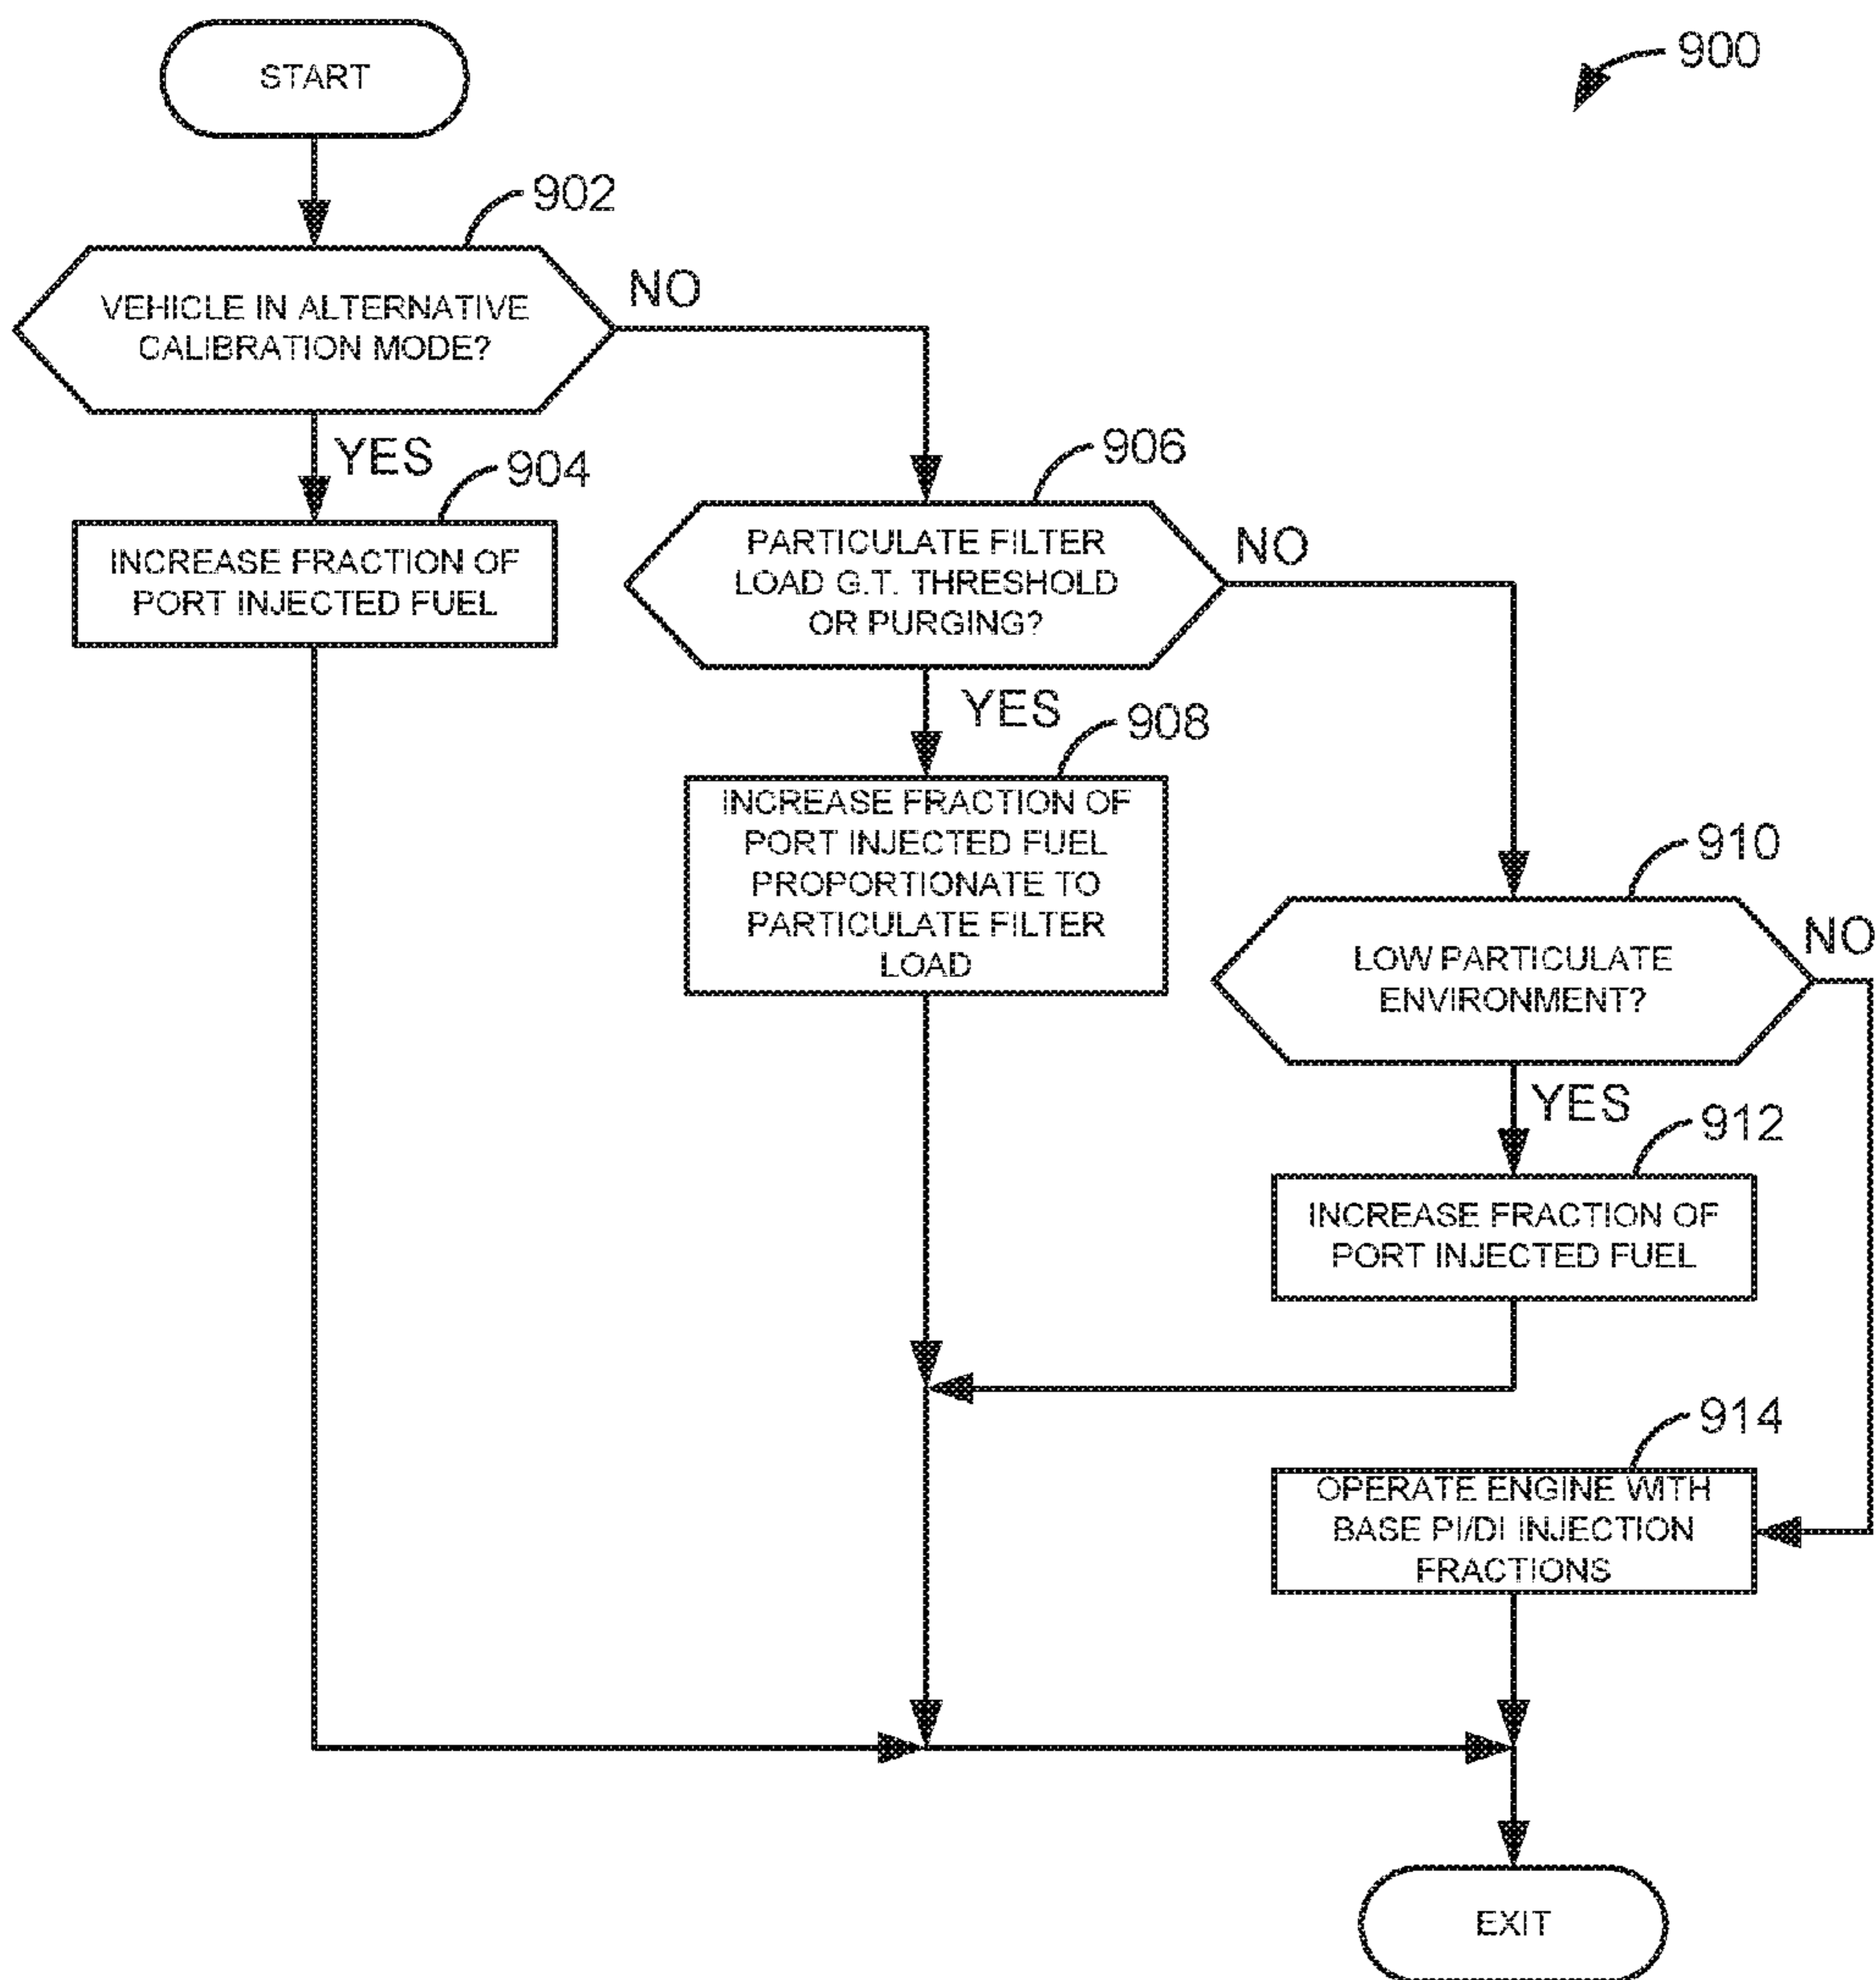 START
900
902
VEHICLE IN ALTERNATIVE
CALIBRATION MODE?
NO
YES
904
INCREASE FRACTION OF
PORT INJECTED FUEL
906
PARTICULATE FILTER
LOAD G.T. THRESHOLD
OR PURGING?
NO
YES
908
INCREASE FRACTION OF
PORT INJECTED FUEL
PROPORTIONATE TO
PARTICULATE FILTER
LOAD
910
LOW PARTICULATE
ENVIRONMENT?
NO
YES
912
INCREASE FRACTION OF
PORT INJECTED FUEL
914
OPERATE ENGINE WITH
BASE PI/DI INJECTION
FRACTIONS
EXIT